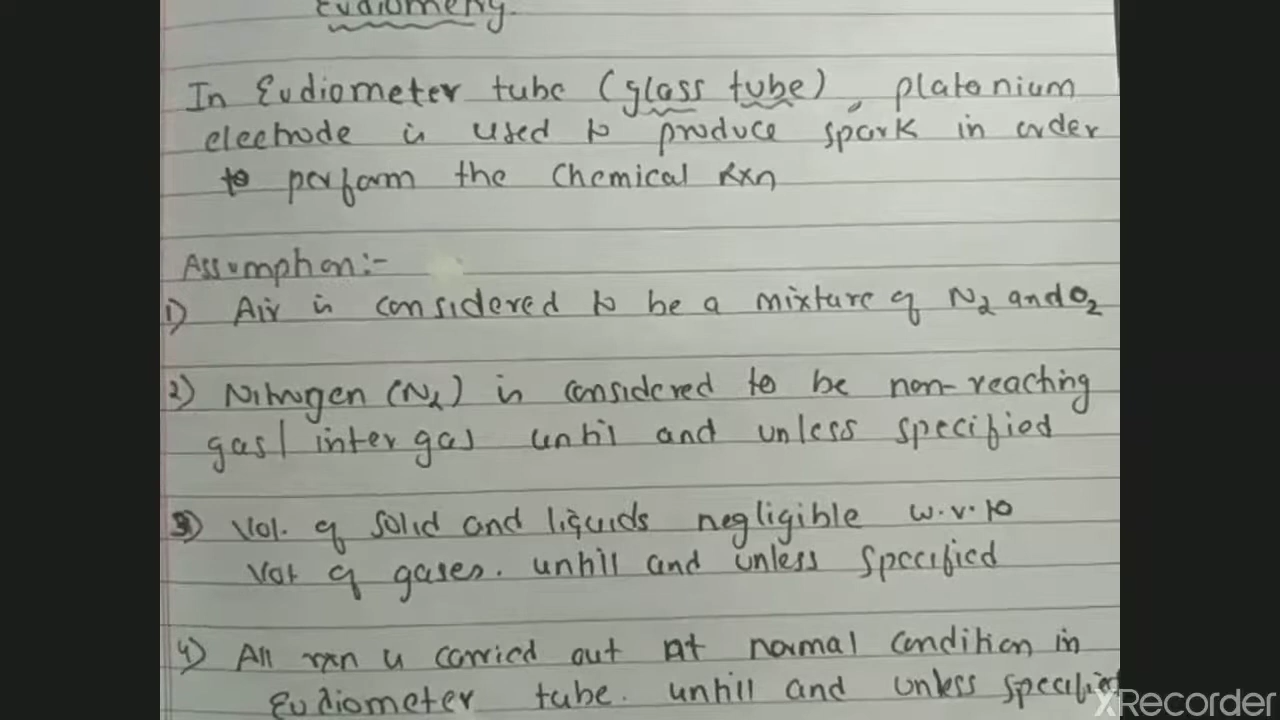 Eudiometry.
In Eudiometer tube (glass tube), platonium
electrode is used to produce spark in order
to perform the Chemical Rxn
Assumption:-
1) Air is considered to be a mixture of N2 and O2
2) Nitrogen (N2) is considered to be non-reacting
gas/ inter gas until and unless specified
3) Vol. of solid and liquids negligible w.r.to
Vol of gases. untill and unless specified
4) All rxn is carried out at normal condition in
Eudiometer tube. untill and unless specified
XRecorder